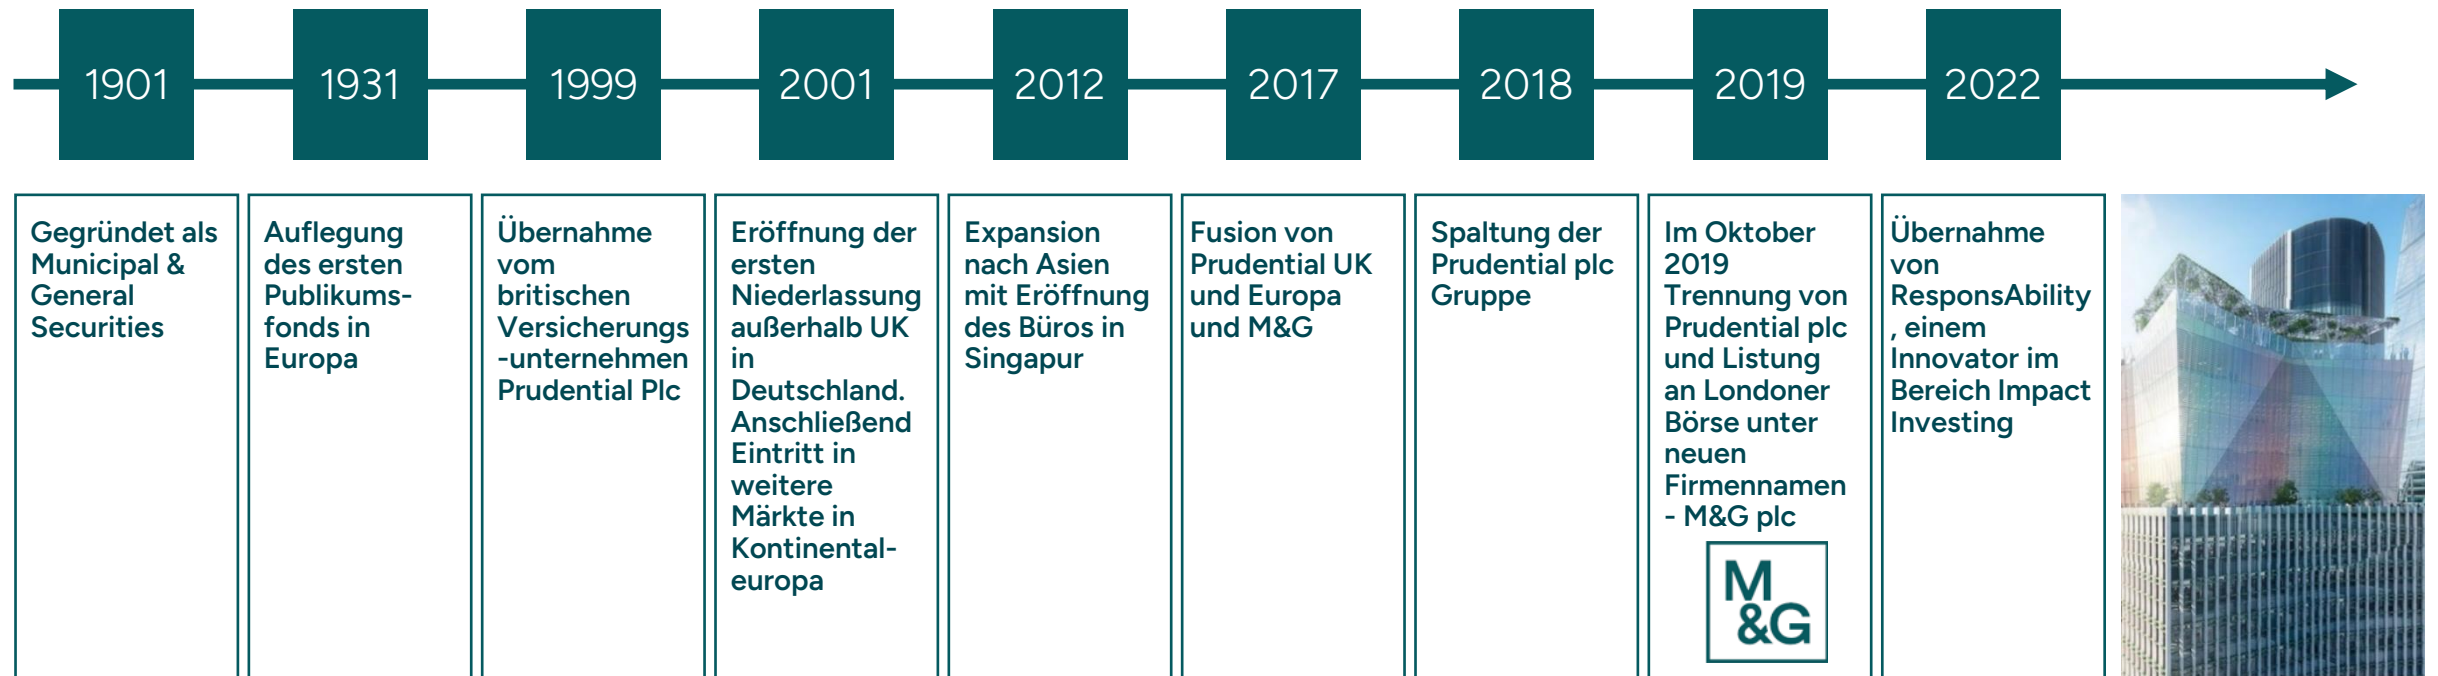 1901
1931
1999
2001
2012
2017
2018
2019
2022
Gegründet als
Municipal &
General
Securities
Auflegung
des ersten
Publikums-
fonds in
Europa
Übernahme
vom
britischen
Versicherungs
-unternehmen
Prudential Plc
Eröffnung der
ersten
Niederlassung
außerhalb UK
in
Deutschland.
Anschließend
Eintritt in
weitere
Märkte in
Kontinental-
europa
Expansion
nach Asien
mit Eröffnung
des Büros in
Singapur
Fusion von
Prudential UK
und Europa
und M&G
Spaltung der
Prudential plc
Gruppe
Im Oktober
2019
Trennung von
Prudential plc
und Listung
an Londoner
Börse unter
neuen
Firmennamen
- M&G plc
M
&G
Übernahme
von
ResponsAbility
, einem
Innovator im
Bereich Impact
Investing